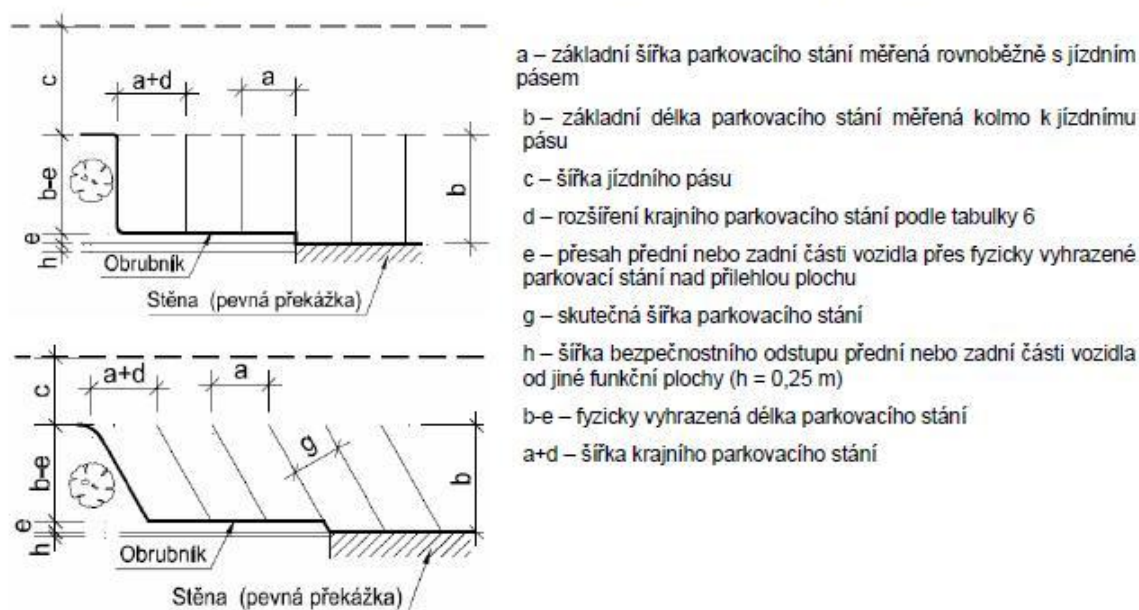 c
a+d
a
b-e
b
e
h
Obrubník
Stěna (pevná překážka)
c
a+d
a
g
b-e
b
e
h
Obrubník
Stěna (pevná překážka)
a – základní šířka parkovacího stání měřená rovnoběžně s jízdním
pásem
b – základní délka parkovacího stání měřená kolmo k jízdnímu
pásu
c – šířka jízdního pásu
d – rozšíření krajního parkovacího stání podle tabulky 6
e – přesah přední nebo zadní části vozidla přes fyzicky vyhrazené
parkovací stání nad přilehlou plochu
g – skutečná šířka parkovacího stání
h – šířka bezpečnostního odstupu přední nebo zadní části vozidla
od jiné funkční plochy (h = 0,25 m)
b-e – fyzicky vyhrazená délka parkovacího stání
a+d – šířka krajního parkovacího stání